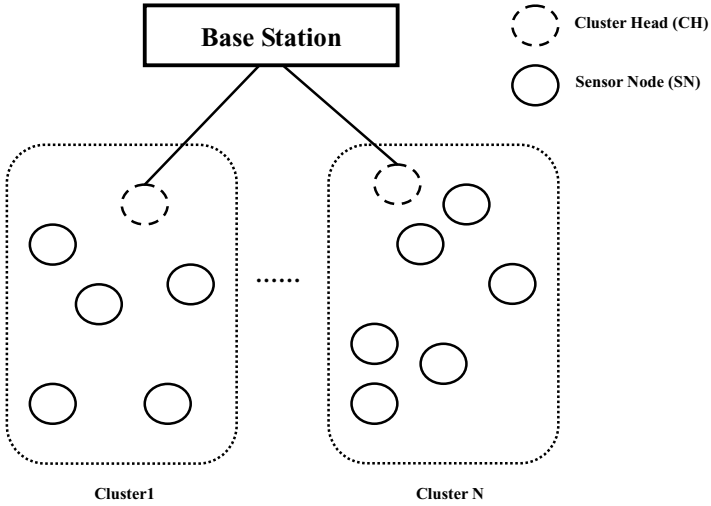 Base Station
Cluster Head (CH)
Sensor Node (SN)
......
Cluster1
Cluster N